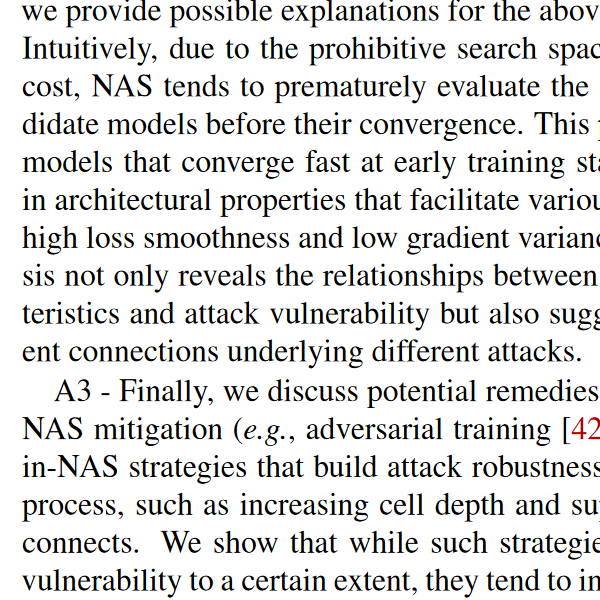 we provide possible explanations for the abov
Intuitively, due to the prohibitive search spac
cost, NAS tends to prematurely evaluate the
didate models before their convergence. This
models that converge fast at early training sta
in architectural properties that facilitate variou
high loss smoothness and low gradient varianc
sis not only reveals the relationships between
teristics and attack vulnerability but also sugg
ent connections underlying different attacks.
A3 - Finally, we discuss potential remedies
NAS mitigation (e.g., adversarial training [42
in-NAS strategies that build attack robustness
process, such as increasing cell depth and su
connects. We show that while such strategie
vulnerability to a certain extent, they tend to in